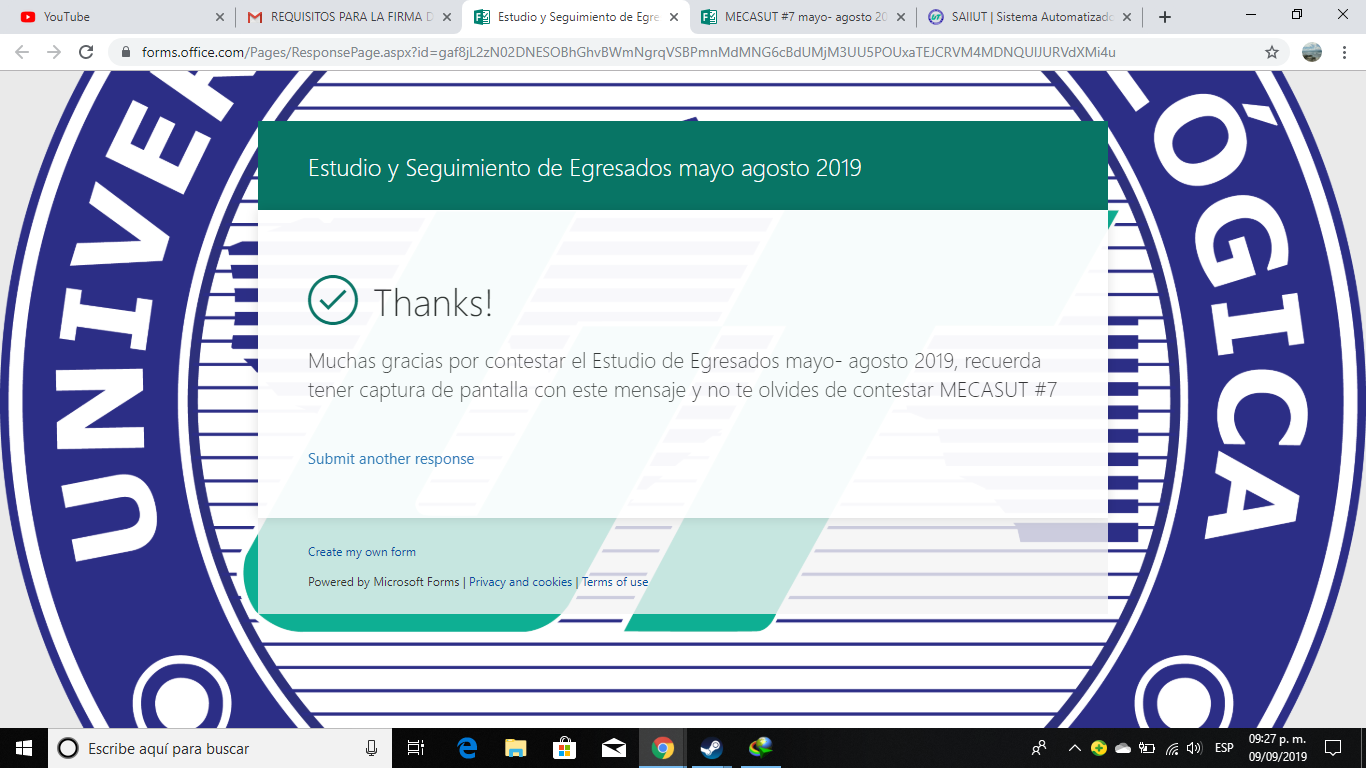 YouTube
REQUISITOS PARA LA FIRMA D
Estudio y Seguimiento de Egre
MECASUT #7 mayo- agosto 20
SAIIUT | Sistema Automatizado
forms.office.com/Pages/ResponsePage.aspx?id=gaf8jL2zN02DNESOBhGhvBWmNgrqVSBPmnMdMNG6cBdUMjM3UU5POUxaTEJCRVM4MDNQUlJURVdXMi4u
UNIVER
LÓGICA
Estudio y Seguimiento de Egresados mayo agosto 2019
Thanks!
Muchas gracias por contestar el Estudio de Egresados mayo- agosto 2019, recuerda
tener captura de pantalla con este mensaje y no te olvides de contestar MECASUT #7
Submit another response
Create my own form
Powered by Microsoft Forms | Privacy and cookies | Terms of use
Escribe aquí para buscar
ESP
09:27 p. m.
09/09/2019